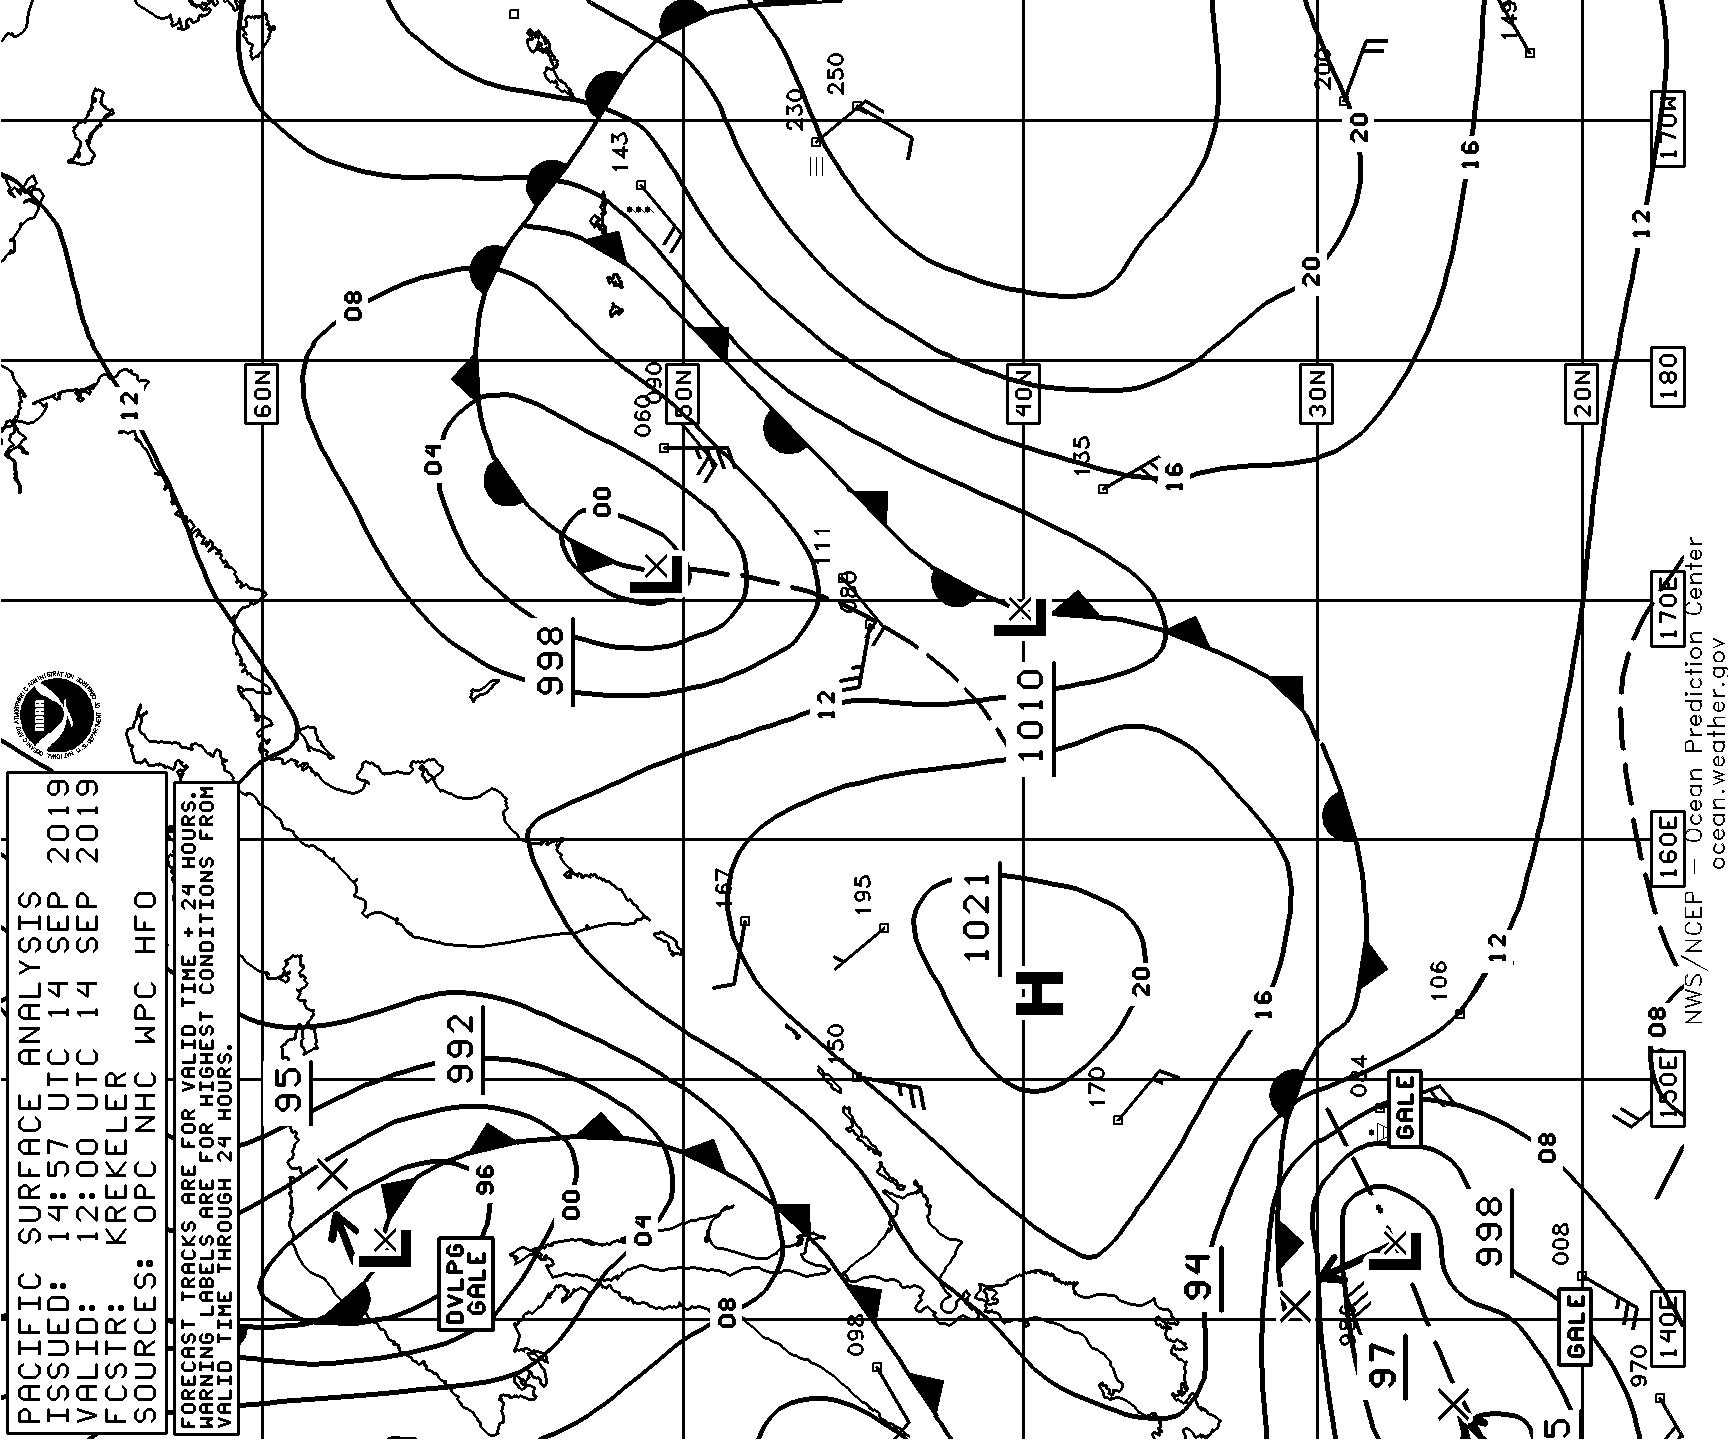 PACIFIC SURFACE ANALYSIS
ISSUED: 14:57 UTC 14 SEP 2019
VALID: 12:00 UTC 14 SEP 2019
FCSTR: KREKELER
SOURCES: OPC NHC WPC HFO
FORECAST TRACKS ARE FOR VALID TIME + 24 HOURS.
WARNING LABELS ARE FOR HIGHEST CONDITIONS FROM
VALID TIME THROUGH 24 HOURS.
60N
50N
40N
30N
20N
170W
180
170E
160E
150E
140E
12
08
04
00
998
060
090
111
12
1010
L
L
143
230
250
200
149
20
16
12
20
135
16
167
195
1021
H
20
16
150
170
106
12
08
95
992
96
00
04
08
L
DVLPG
GALE
098
94
GALE
08
998
008
L
97
GALE
970
NWS/NCEP – Ocean Prediction Center
ocean.weather.gov